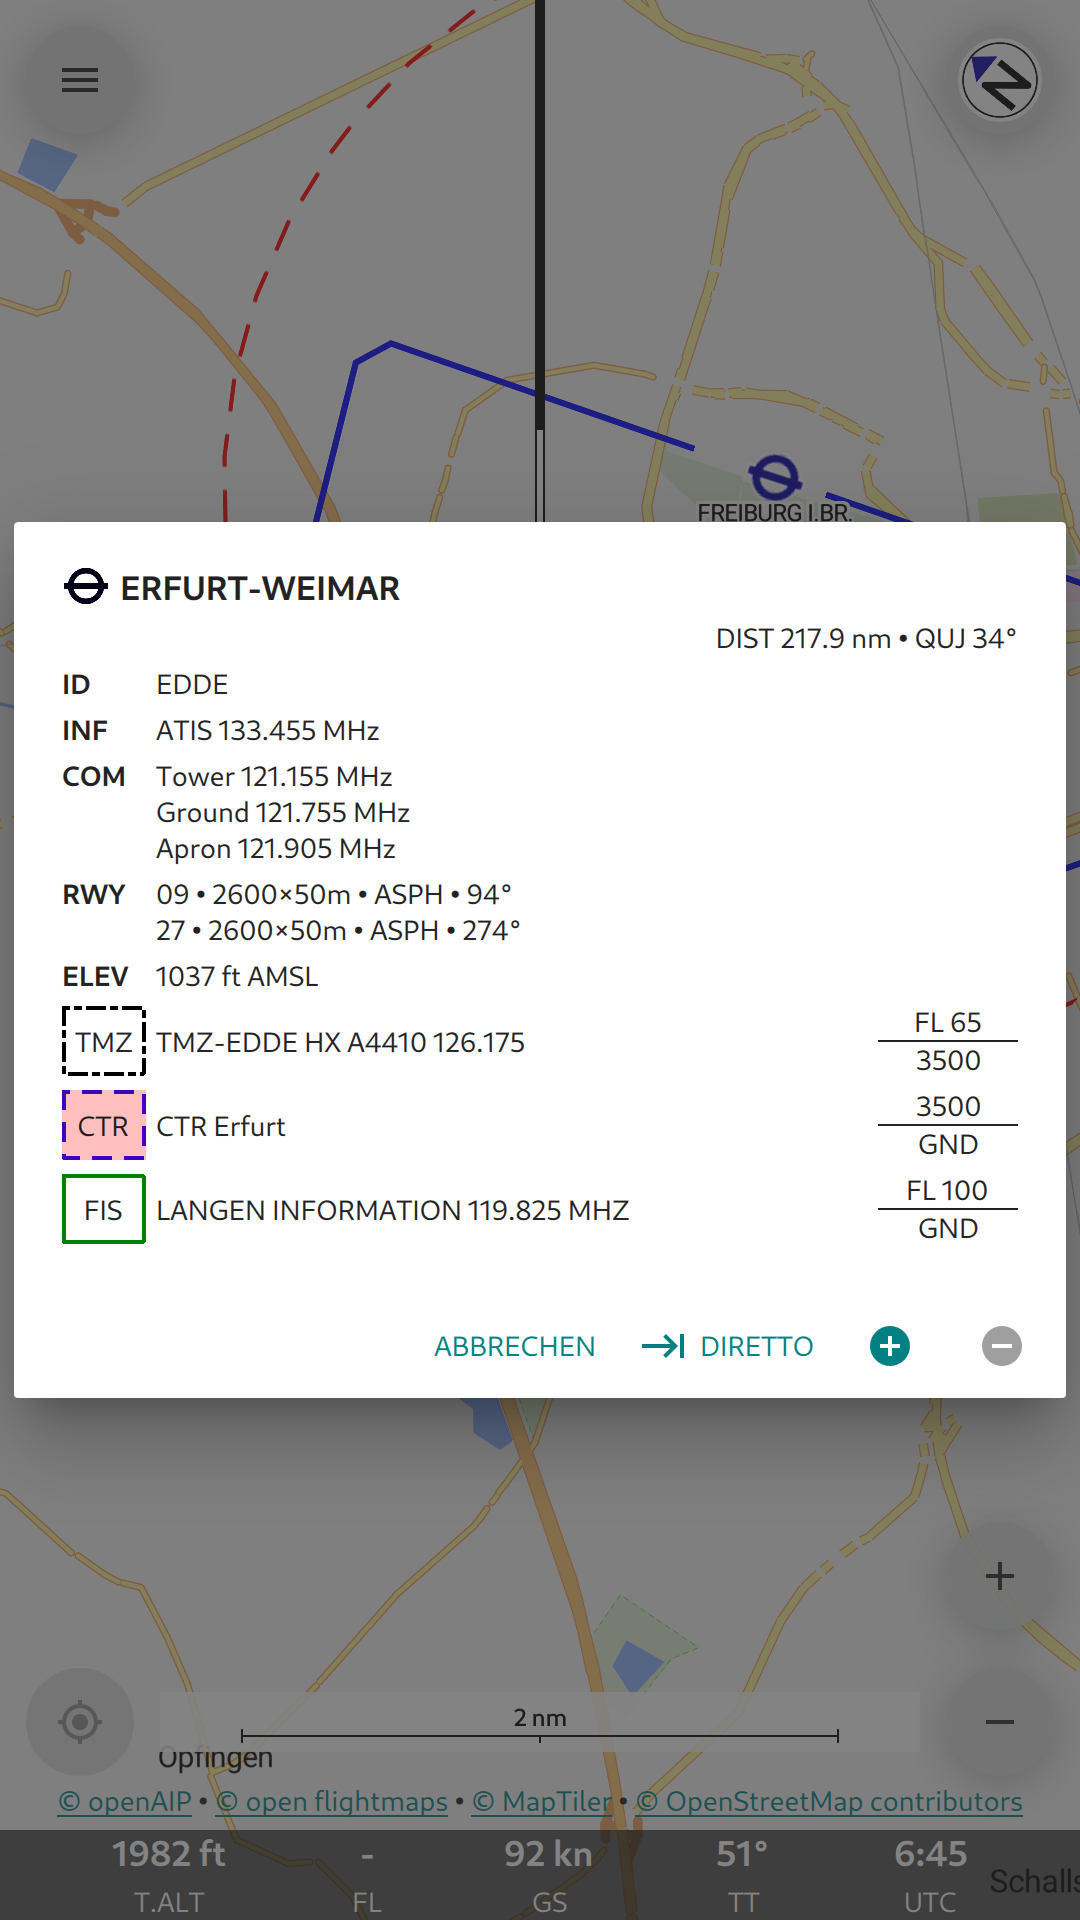 FREIBURG I.BR.
ERFURT-WEIMAR
DIST 217.9 nm • QUJ 34°
ID EDDE
INF ATIS 133.455 MHz
COM Tower 121.155 MHz
Ground 121.755 MHz
Apron 121.905 MHz
RWY 09 • 2600×50m • ASPH • 94°
27 • 2600×50m • ASPH • 274°
ELEV 1037 ft AMSL
TMZ TMZ-EDDE HX A4410 126.175 FL 65
3500
CTR CTR Erfurt 3500
GND
FIS LANGEN INFORMATION 119.825 MHZ FL 100
GND
ABBRECHEN DIRETTO
2 nm
Opfingen
© openAIP • © open flightmaps • © MapTiler • © OpenStreetMap contributors
1982 ft - 92 kn 51° 6:45
T.ALT FL GS TT UTC
Schalls